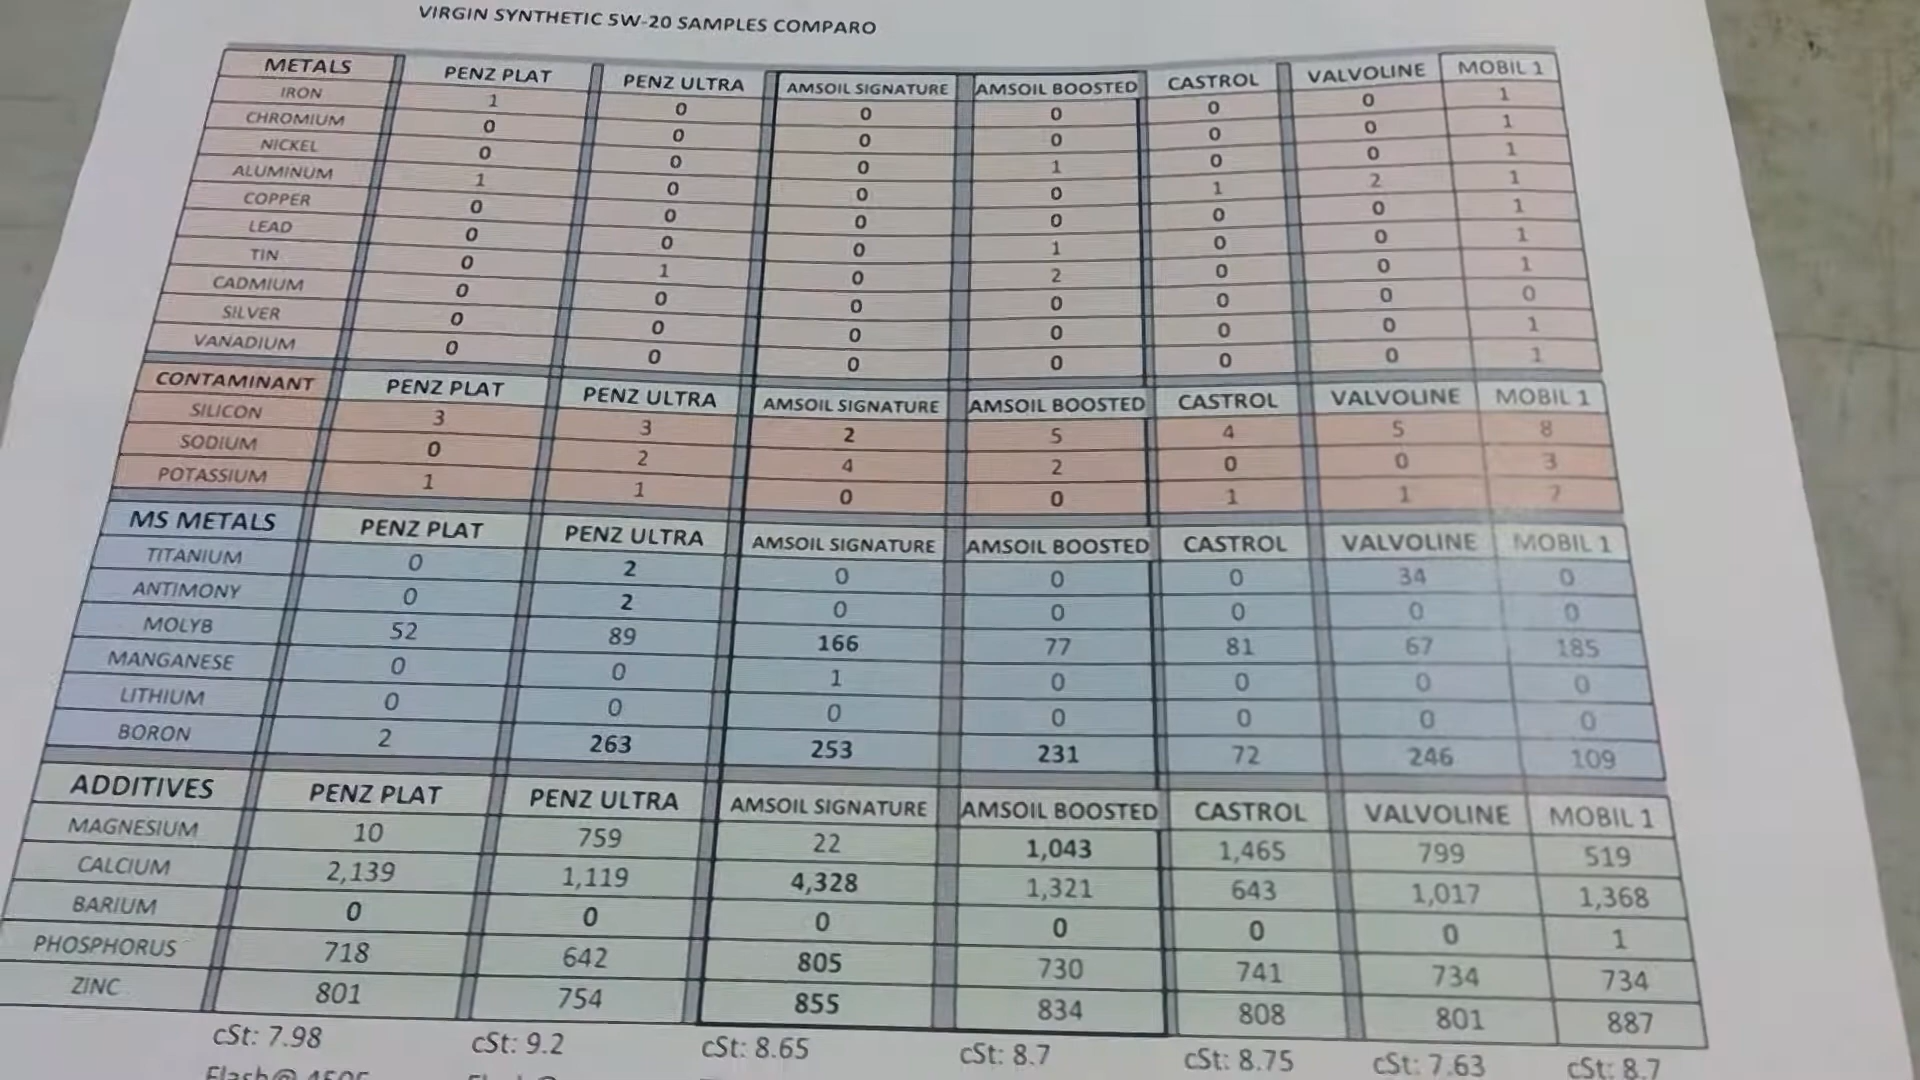 VIRGIN SYNTHETIC 5W-20 SAMPLES COMPARO
METALS PENZ PLAT PENZ ULTRA AMSOIL SIGNATURE AMSOIL BOOSTED CASTROL VALVOLINE MOBIL 1
IRON 1 0 0 0 0 0 1
CHROMIUM 0 0 0 0 0 0 1
NICKEL 0 0 0 1 0 0 1
ALUMINUM 1 0 0 0 1 2 1
COPPER 0 0 0 0 0 0 1
LEAD 0 0 0 1 0 0 1
TIN 0 1 0 2 0 0 1
CADMIUM 0 0 0 0 0 0 0
SILVER 0 0 0 0 0 0 1
VANADIUM 0 0 0 0 0 0 1
CONTAMINANT PENZ PLAT PENZ ULTRA AMSOIL SIGNATURE AMSOIL BOOSTED CASTROL VALVOLINE MOBIL 1
SILICON 3 3 2 5 4 5 8
SODIUM 0 2 4 2 0 0 3
POTASSIUM 1 1 0 0 1 1
MS METALS PENZ PLAT PENZ ULTRA AMSOIL SIGNATURE AMSOIL BOOSTED CASTROL VALVOLINE MOBIL 1
TITANIUM 0 2 0 0 0 34 0
ANTIMONY 0 2 0 0 0 0 0
MOLYB 52 89 166 77 81 67 185
MANGANESE 0 0 1 0 0 0 0
LITHIUM 0 0 0 0 0 0 0
BORON 2 263 253 231 72 246 109
ADDITIVES PENZ PLAT PENZ ULTRA AMSOIL SIGNATURE AMSOIL BOOSTED CASTROL VALVOLINE MOBIL 1
MAGNESIUM 10 759 22 1,043 1,465 799 519
CALCIUM 2,139 1,119 4,328 1,321 643 1,017 1,368
BARIUM 0 0 0 0 0 0 1
PHOSPHORUS 718 642 805 730 741 734 734
ZINC 801 754 855 834 808 801 887
cSt: 7.98 cSt: 9.2 cSt: 8.65 cSt: 8.7 cSt: 8.75 cSt: 7.63 cSt: 8.7